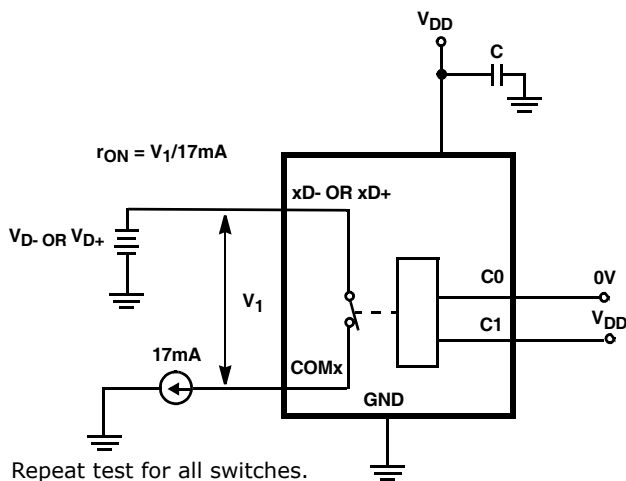 VDD
C
rON = V1/17mA
xD- OR xD+
VD- OR VD+
V1
C0
0V
C1
VDD
17mA
COMx
GND
Repeat test for all switches.